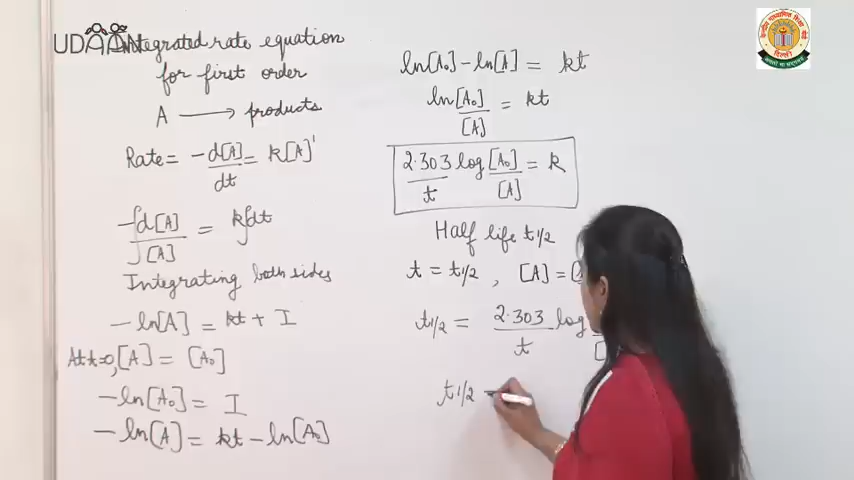 UDAAN
Integrated rate equation
for first order
A ⟶ products
Rate = -d[A]/dt = k[A]¹
-∫d[A]/∫[A] = k∫dt
Integrating both sides
-ln[A] = kt + I
At t=0, [A] = [A₀]
-ln[A₀] = I
-ln[A] = kt - ln[A₀]
ln[A₀] - ln[A] = kt
ln[A₀]/[A] = kt
2.303/t log [A₀]/[A] = k
Half life t1/2
t = t1/2 , [A] =
t1/2 = 2.303/t log
t1/2